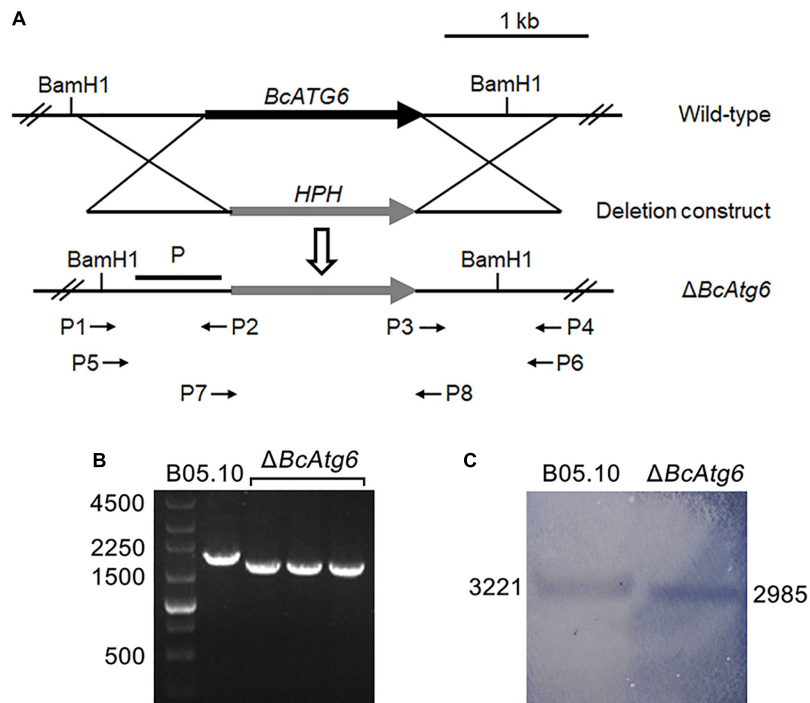 A
1 kb
BamH1
BcATG6
BamH1
Wild-type
HPH
Deletion construct
BamH1
P
BamH1
ΔBcAtg6
P1
P2
P3
P4
P5
P6
P7
P8
B
B05.10
ΔBcAtg6
4500
2250
1500
500
C
B05.10
ΔBcAtg6
3221
2985